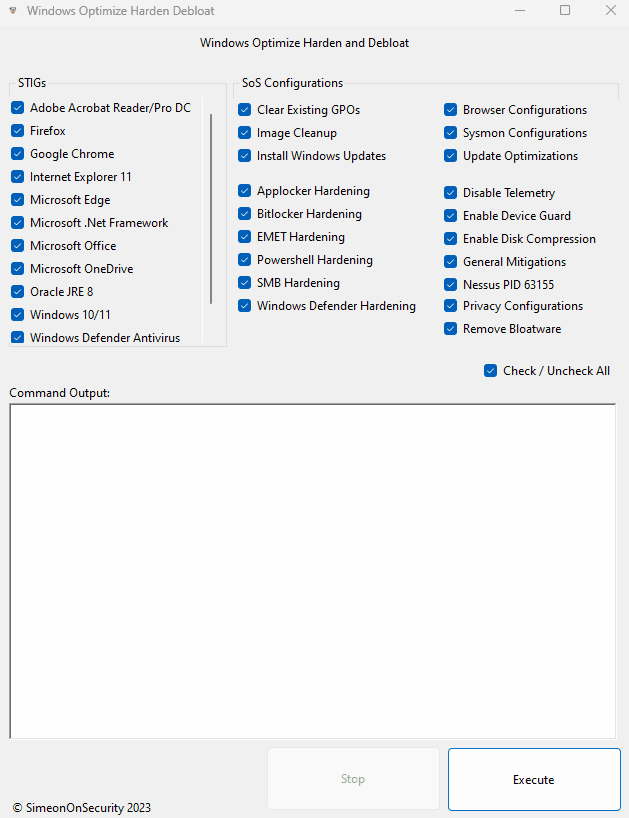 Windows Optimize Harden Debloat
Windows Optimize Harden and Debloat
STIGs
Adobe Acrobat Reader/Pro DC
Firefox
Google Chrome
Internet Explorer 11
Microsoft Edge
Microsoft .Net Framework
Microsoft Office
Microsoft OneDrive
Oracle JRE 8
Windows 10/11
Windows Defender Antivirus
SoS Configurations
Clear Existing GPOs
Image Cleanup
Install Windows Updates
Applocker Hardening
Bitlocker Hardening
EMET Hardening
Powershell Hardening
SMB Hardening
Windows Defender Hardening
Browser Configurations
Sysmon Configurations
Update Optimizations
Disable Telemetry
Enable Device Guard
Enable Disk Compression
General Mitigations
Nessus PID 63155
Privacy Configurations
Remove Bloatware
Check / Uncheck All
Command Output:
Stop
Execute
© SimeonOnSecurity 2023